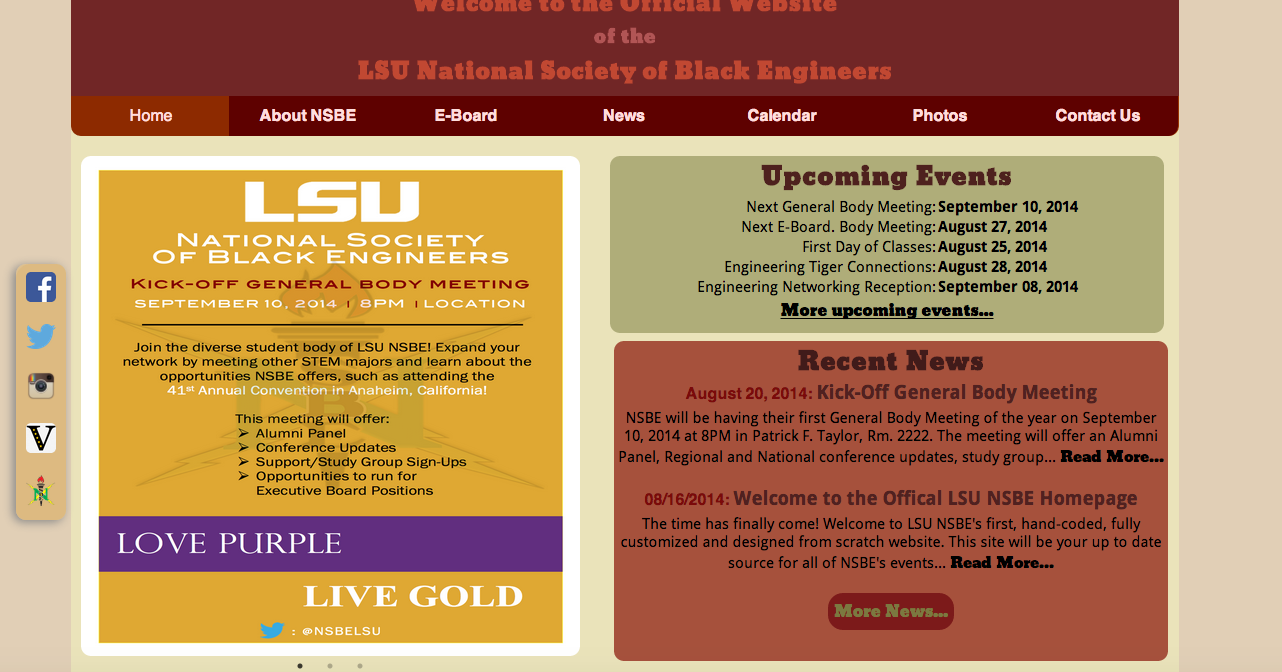 Welcome to the Official Website
of the
LSU National Society of Black Engineers
Home
About NSBE
E-Board
News
Calendar
Photos
Contact Us
LSU
NATIONAL SOCIETY
OF BLACK ENGINEERS
KICK-OFF GENERAL BODY MEETING
SEPTEMBER 10, 2014 | 8PM | LOCATION
Join the diverse student body of LSU NSBE! Expand your
network by meeting other STEM majors and learn about the
opportunities NSBE offers, such as attending the
41st Annual Convention in Anaheim, California!
This meeting will offer:
➢ Alumni Panel
➢ Conference Updates
➢ Support/Study Group Sign-Ups
➢ Opportunities to run for
Executive Board Positions
LOVE PURPLE
LIVE GOLD
: @NSBELSU
Upcoming Events
Next General Body Meeting: September 10, 2014
Next E-Board. Body Meeting: August 27, 2014
First Day of Classes: August 25, 2014
Engineering Tiger Connections: August 28, 2014
Engineering Networking Reception: September 08, 2014
More upcoming events...
Recent News
August 20, 2014: Kick-Off General Body Meeting
NSBE will be having their first General Body Meeting of the year on September
10, 2014 at 8PM in Patrick F. Taylor, Rm. 2222. The meeting will offer an Alumni
Panel, Regional and National conference updates, study group... Read More...
08/16/2014: Welcome to the Offical LSU NSBE Homepage
The time has finally come! Welcome to LSU NSBE's first, hand-coded, fully
customized and designed from scratch website. This site will be your up to date
source for all of NSBE's events... Read More...
More News...
f
V
N